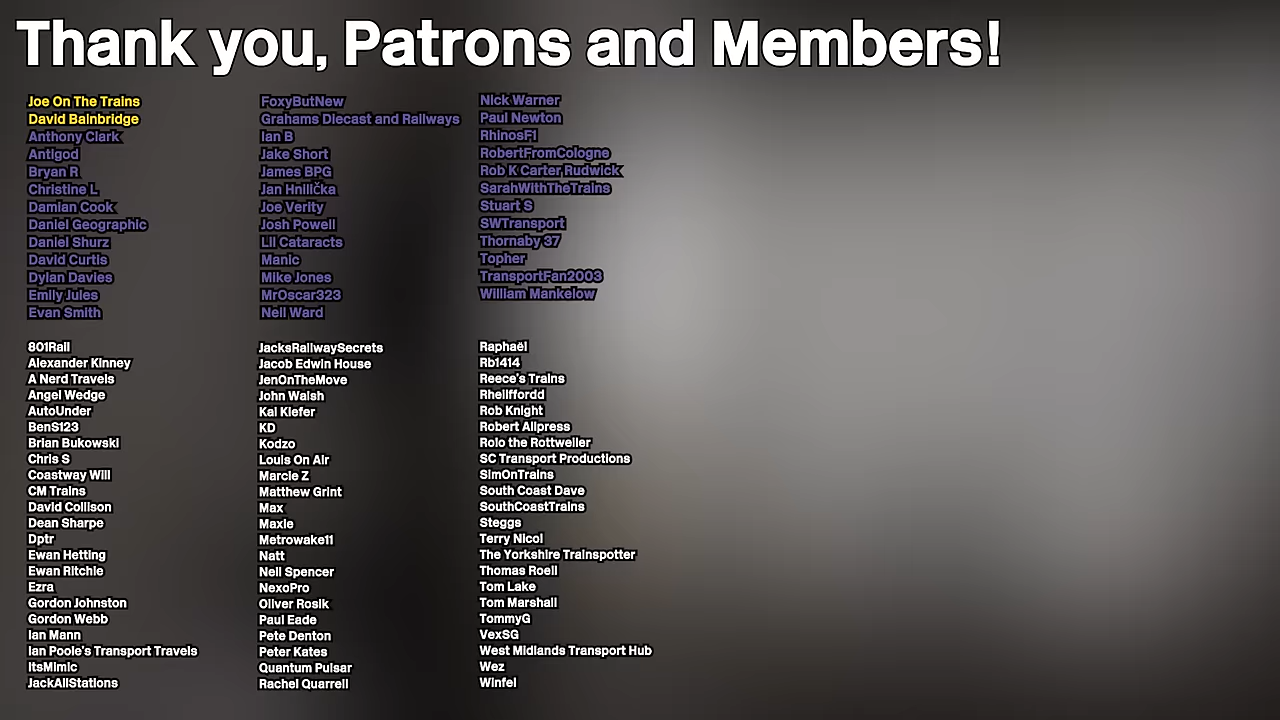 Thank you, Patrons and Members!
Joe On The Trains
David Bainbridge
Anthony Clark
Antigod
Bryan R
Christine L
Damian Cook
Daniel Geographic
Daniel Shurz
David Curtis
Dylan Davies
Emily Jules
Evan Smith
FoxyButNew
Grahams Diecast and Railways
Ian B
Jake Short
James BPG
Jan Hnilička
Joe Verity
Josh Powell
Lil Cataracts
Manic
Mike Jones
MrOscar323
Neil Ward
Nick Warner
Paul Newton
RhinosF1
RobertFromCologne
Rob K Carter Rudwick
SarahWithTheTrains
Stuart S
SWTransport
Thornaby 37
Topher
TransportFan2003
William Mankelow
801Rail
Alexander Kinney
A Nerd Travels
Angel Wedge
AutoUnder
BenS123
Brian Bukowski
Chris S
Coastway Will
CM Trains
David Collison
Dean Sharpe
Dptr
Ewan Hetting
Ewan Ritchie
Ezra
Gordon Johnston
Gordon Webb
Ian Mann
Ian Poole's Transport Travels
ItsMimic
JackAllStations
JacksRailwaySecrets
Jacob Edwin House
JenOnTheMove
John Walsh
Kai Kiefer
KD
Kodzo
Louis On Air
Marcie Z
Matthew Grint
Max
Maxie
Metrowake11
Natt
Neil Spencer
NexoPro
Oliver Rosik
Paul Eade
Pete Denton
Peter Kates
Quantum Pulsar
Rachel Quarrell
Raphaël
Rb1414
Reece's Trains
Rheliffordd
Rob Knight
Robert Allpress
Rolo the Rottweiler
SC Transport Productions
SimOnTrains
South Coast Dave
SouthCoastTrains
Steggs
Terry Nicol
The Yorkshire Trainspotter
Thomas Roell
Tom Lake
Tom Marshall
TommyG
VexSG
West Midlands Transport Hub
Wez
Winfel